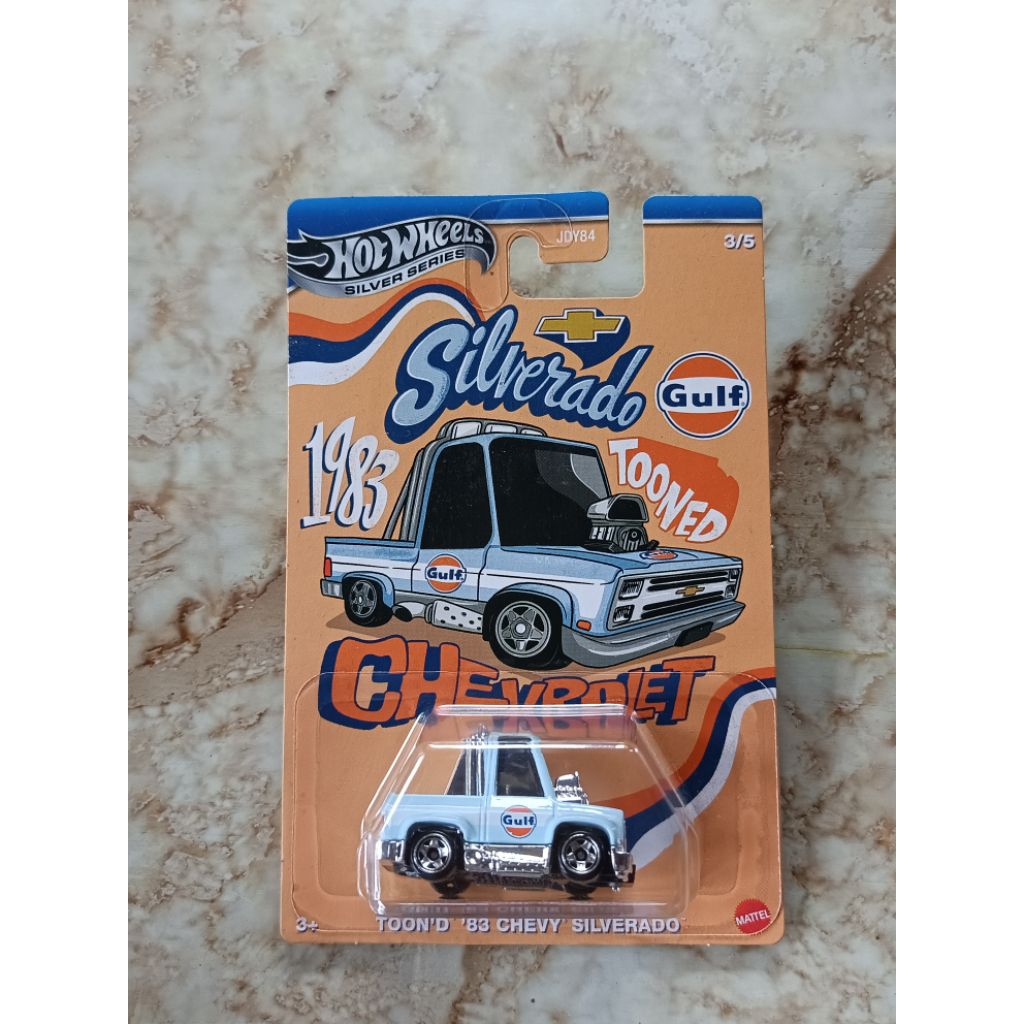 HOT WHEELS
SILVER SERIES
JDY84
3/5
Silverado
Gulf
1983
TOONED
Gulf
CHEVROLET
Gulf
3+
TOON'D '83 CHEVY SILVERADO™
MATTEL